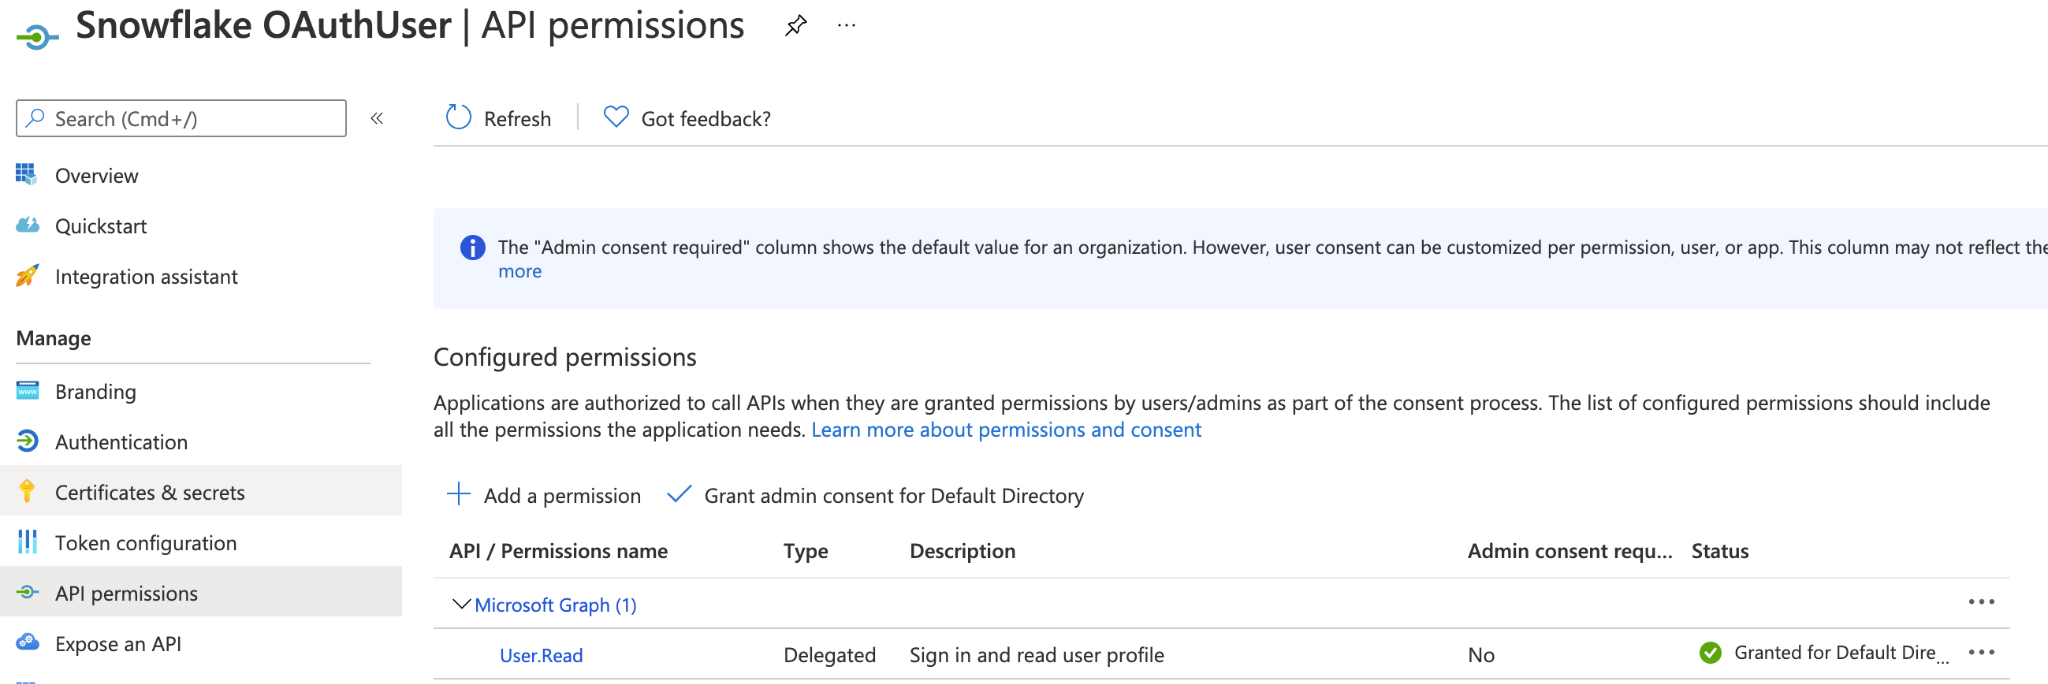 Snowflake OAuthUser | API permissions
Search (Cmd+/)
Refresh
Got feedback?
Overview
Quickstart
Integration assistant
Manage
Branding
Authentication
Certificates & secrets
Token configuration
API permissions
Expose an API
The "Admin consent required" column shows the default value for an organization. However, user consent can be customized per permission, user, or app. This column may not reflect the
more
Configured permissions
Applications are authorized to call APIs when they are granted permissions by users/admins as part of the consent process. The list of configured permissions should include
all the permissions the application needs. Learn more about permissions and consent
Add a permission
Grant admin consent for Default Directory
API / Permissions name Type Description Admin consent requ... Status
Microsoft Graph (1)
User.Read Delegated Sign in and read user profile No Granted for Default Dire...